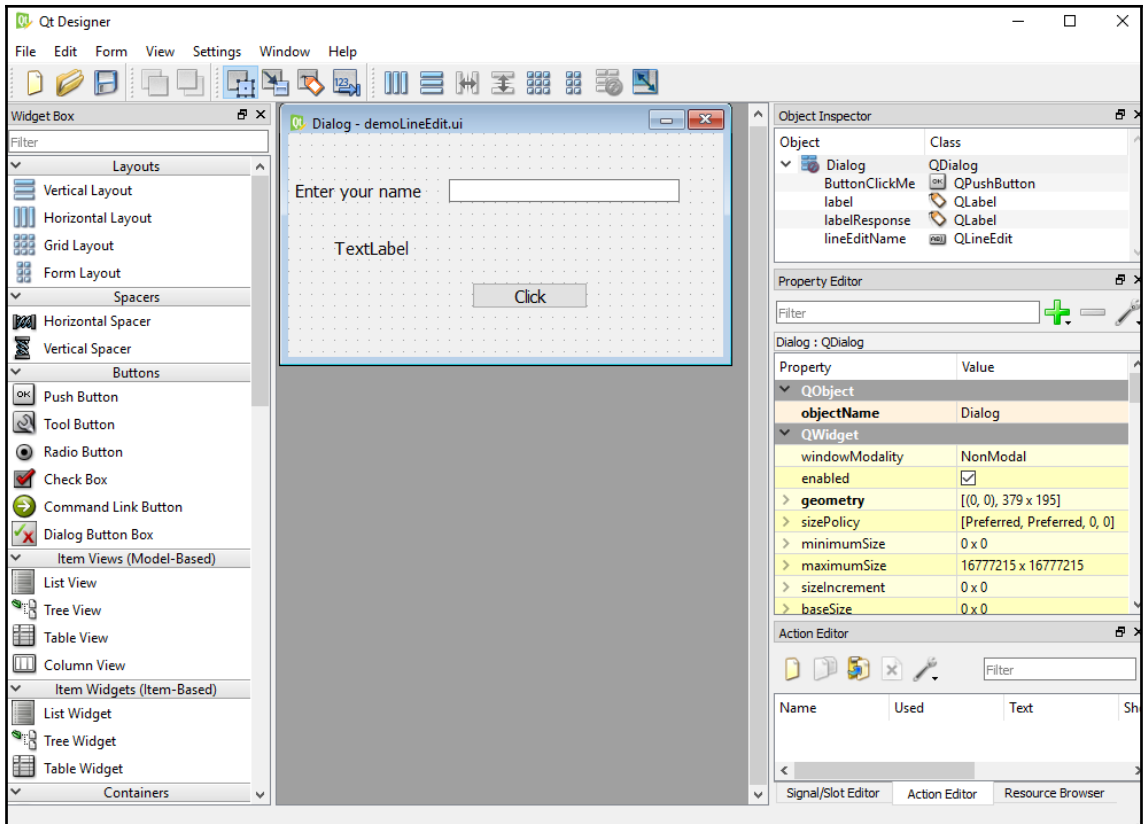 Qt Designer
File Edit Form View Settings Window Help
Widget Box
Filter
Layouts
Vertical Layout
Horizontal Layout
Grid Layout
Form Layout
Spacers
Horizontal Spacer
Vertical Spacer
Buttons
OK Push Button
Tool Button
Radio Button
Check Box
Command Link Button
Dialog Button Box
Item Views (Model-Based)
List View
Tree View
Table View
Column View
Item Widgets (Item-Based)
List Widget
Tree Widget
Table Widget
Containers
Dialog - demoLineEdit.ui
Enter your name
TextLabel
Click
Object Inspector
Object Class
Dialog QDialog
ButtonClickMe QPushButton
label QLabel
labelResponse QLabel
lineEditName QLineEdit
Property Editor
Filter
Dialog : QDialog
Property Value
QObject
objectName Dialog
QWidget
windowModality NonModal
enabled
geometry [(0, 0), 379 x 195]
sizePolicy [Preferred, Preferred, 0, 0]
minimumSize 0 x 0
maximumSize 16777215 x 16777215
sizeIncrement 0 x 0
baseSize 0 x 0
Action Editor
Filter
Name Used Text Sh
Signal/Slot Editor Action Editor Resource Browser